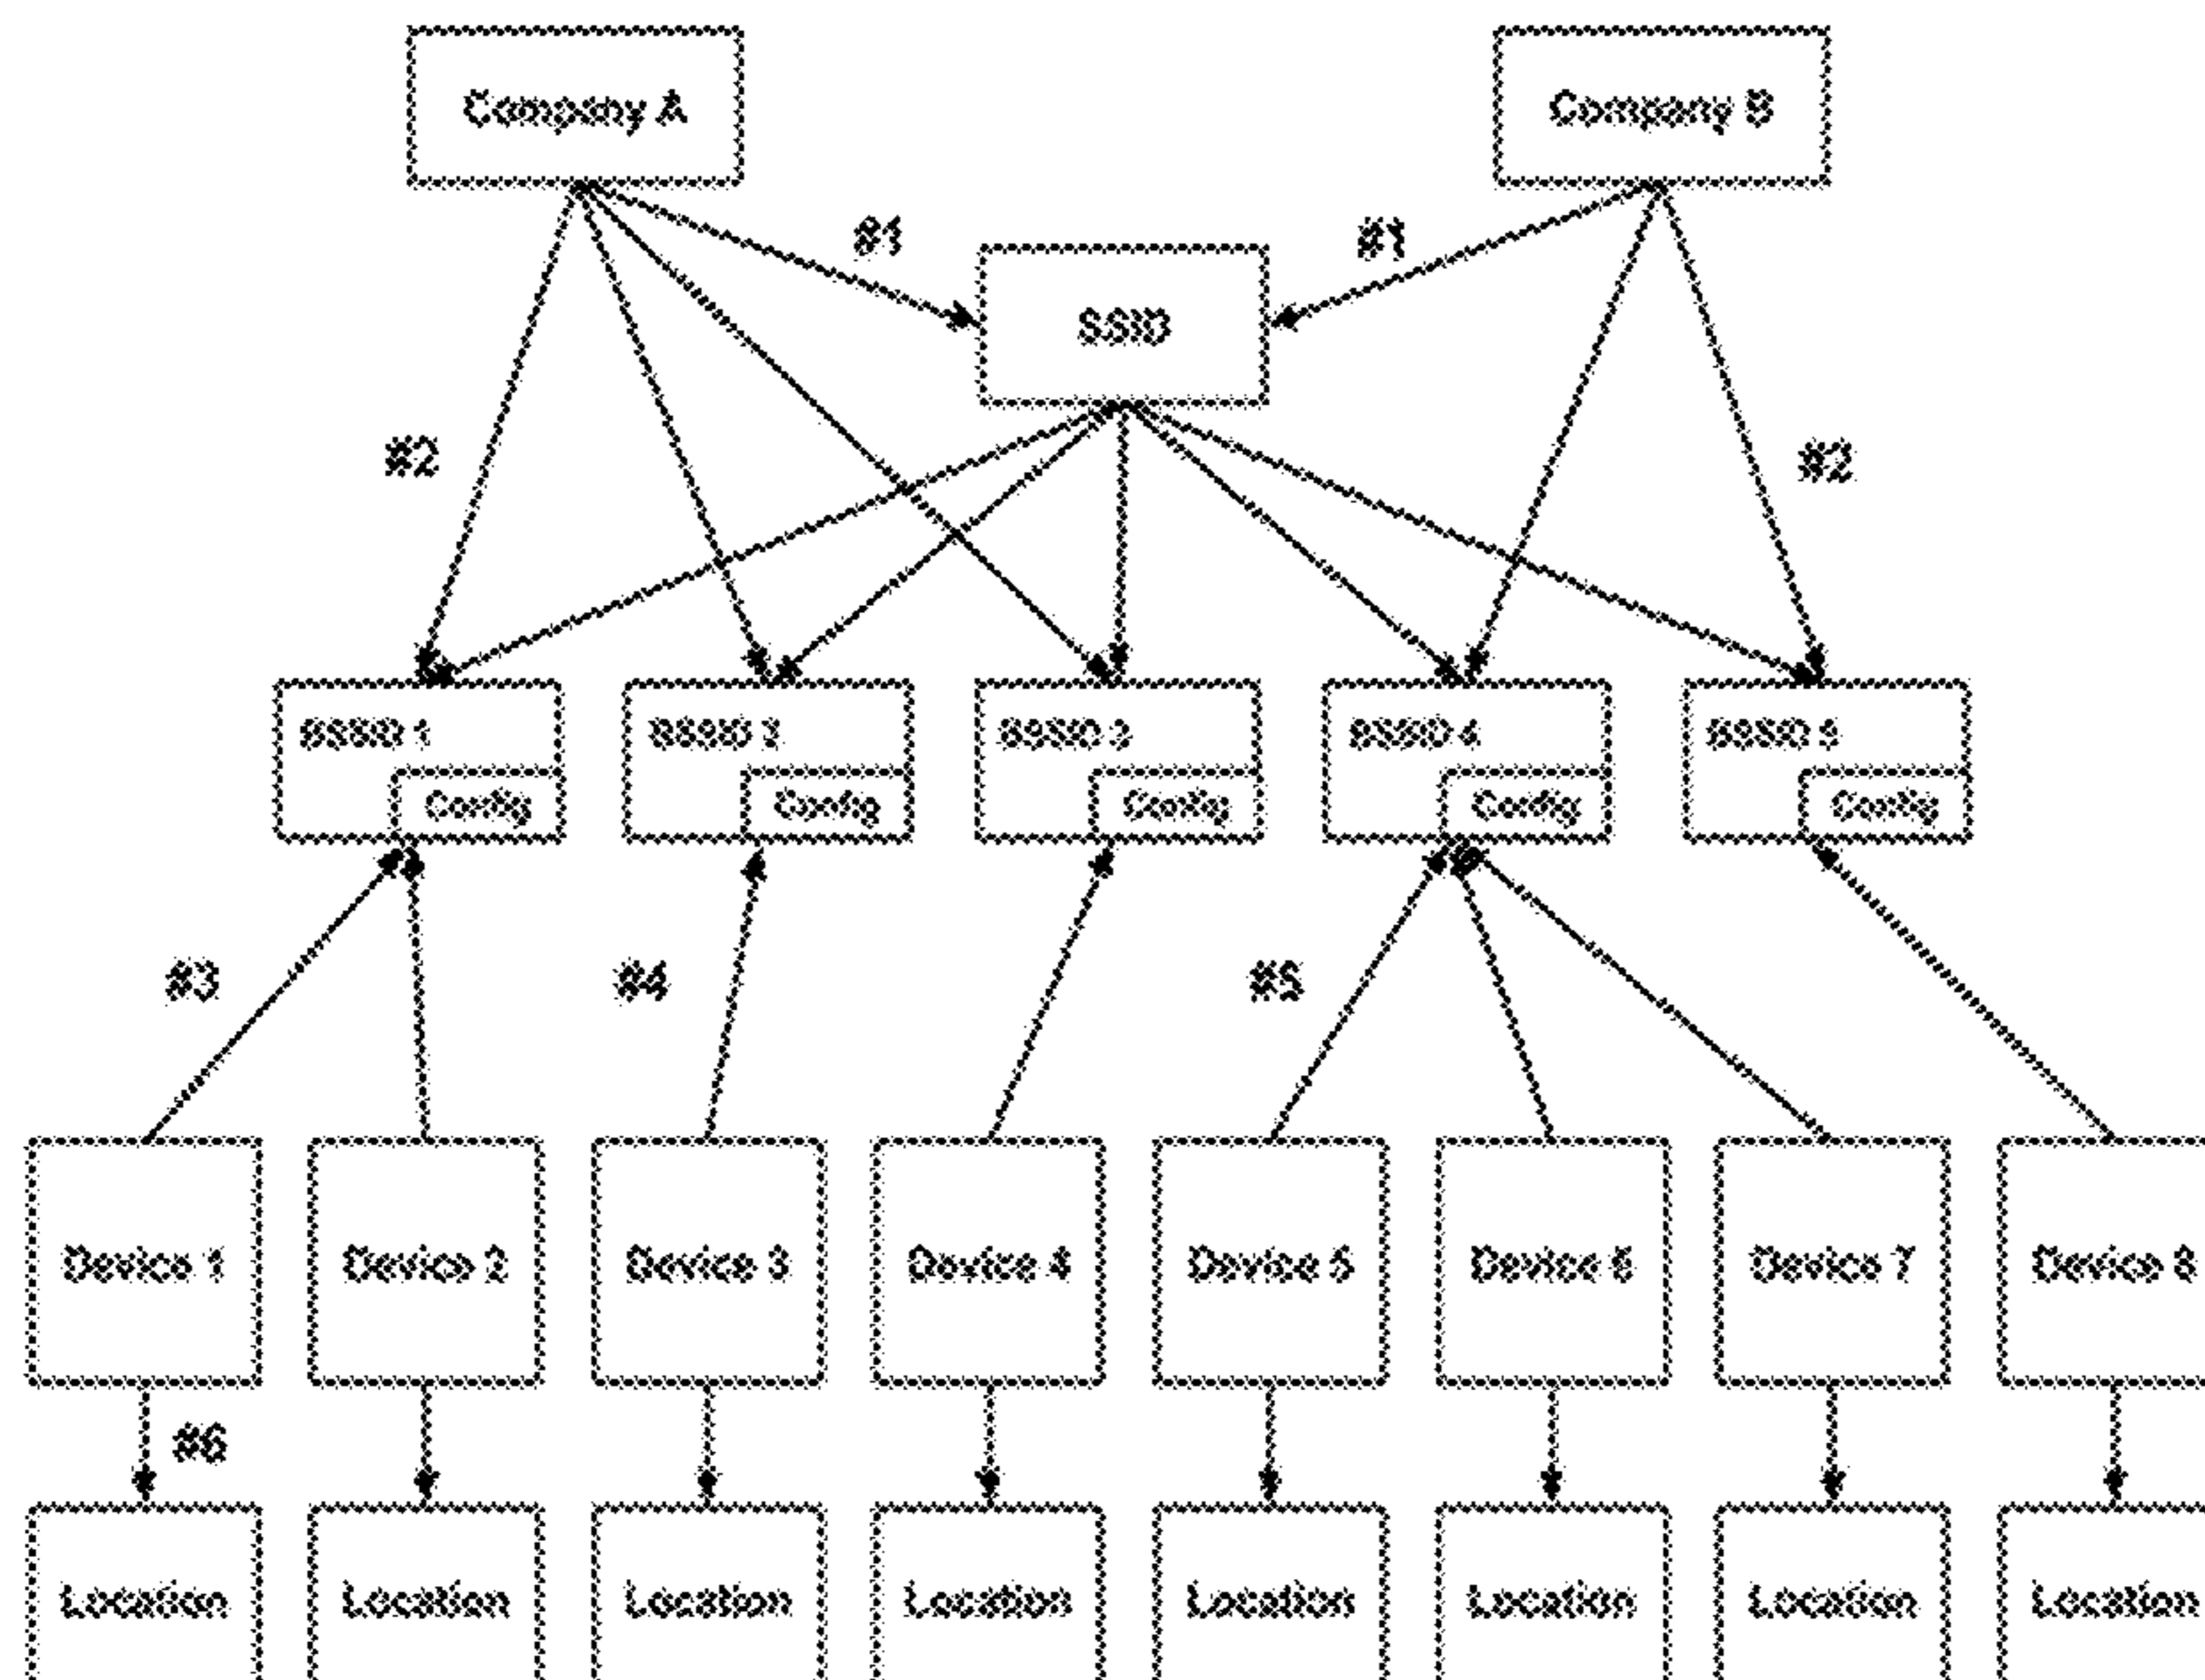 Company A
Company B
#1
#1
SSID
#2
#2
BSSID 1
Config
BSSID 2
Config
BSSID 3
Config
BSSID 4
Config
BSSID 5
Config
#3
#4
#5
Device 1
Device 2
Device 3
Device 4
Device 5
Device 6
Device 7
Device 8
#6
Location
Location
Location
Location
Location
Location
Location
Location